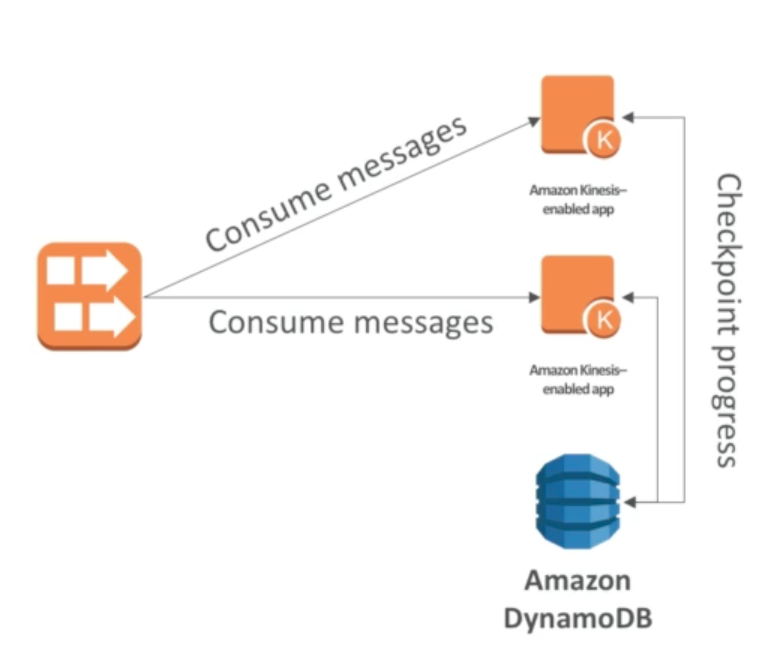 Consume messages
K
Amazon Kinesis–
enabled app
Consume messages
K
Amazon Kinesis–
enabled app
Checkpoint progress
Amazon
DynamoDB